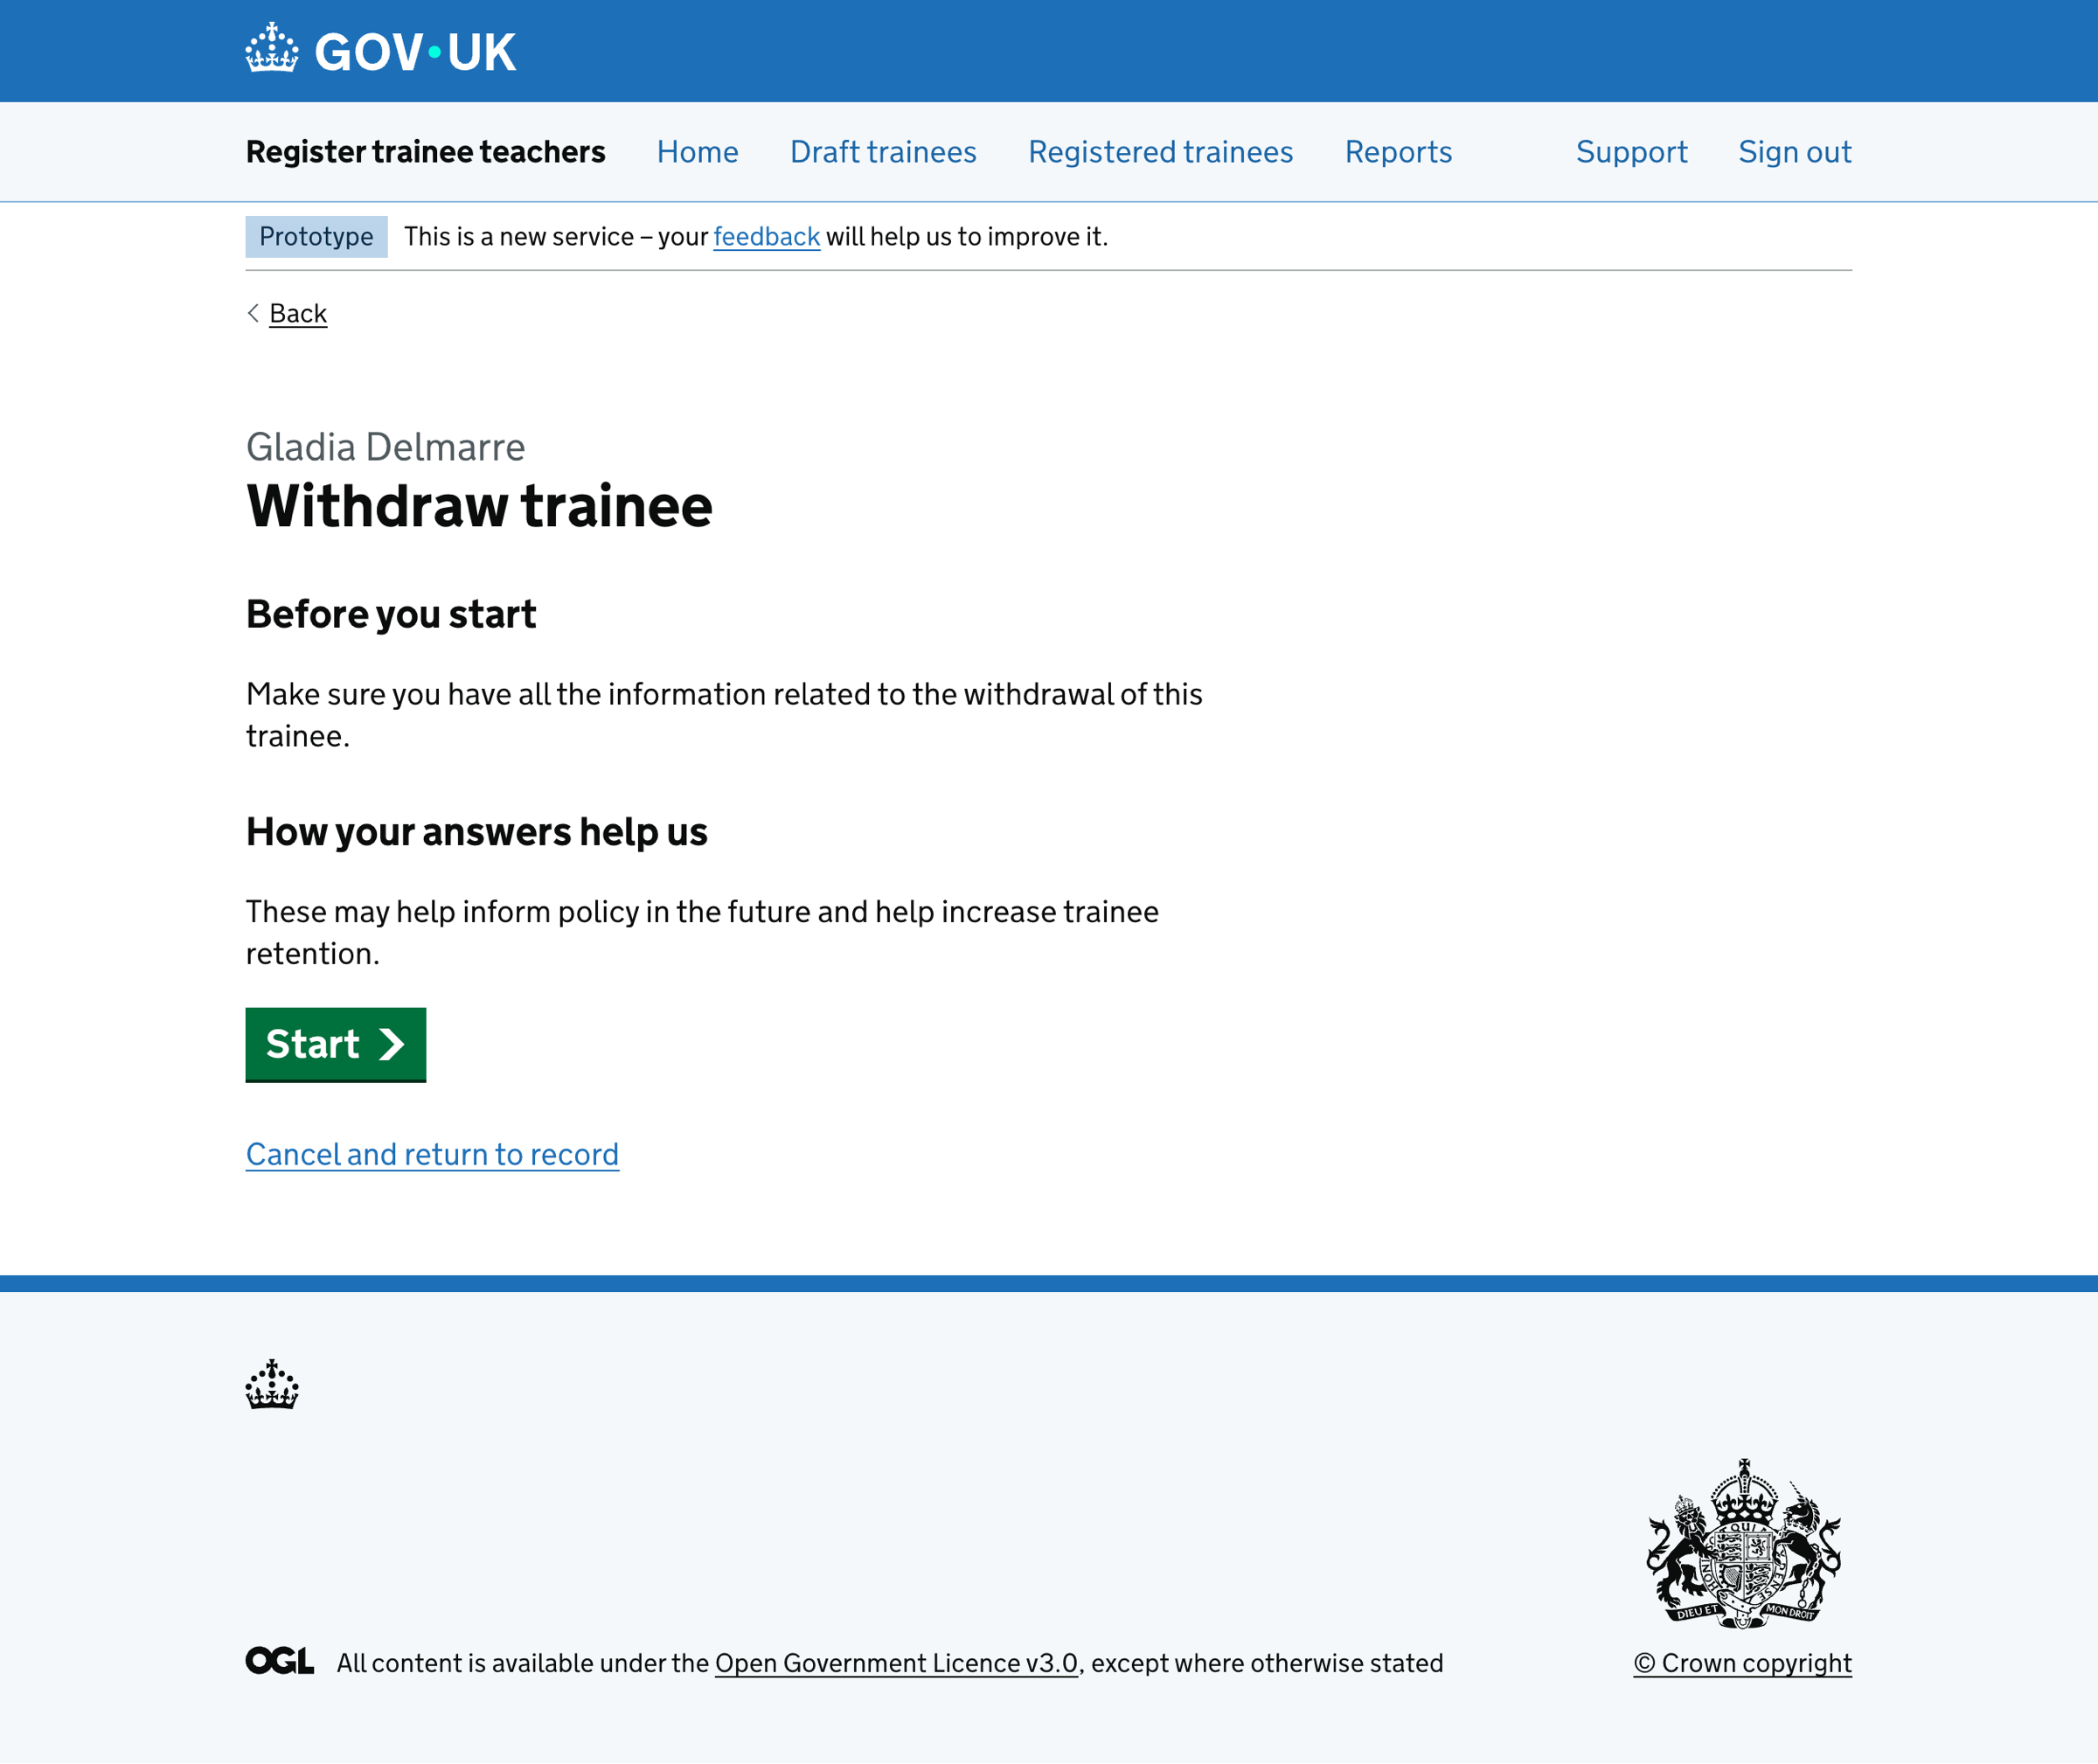 GOV.UK
Register trainee teachers Home Draft trainees Registered trainees Reports Support Sign out
Prototype This is a new service – your feedback will help us to improve it.
Back
Gladia Delmarre
Withdraw trainee
Before you start
Make sure you have all the information related to the withdrawal of this
trainee.
How your answers help us
These may help inform policy in the future and help increase trainee
retention.
Start
Cancel and return to record
DIEU ET MON DROIT
OGL All content is available under the Open Government Licence v3.0, except where otherwise stated
© Crown copyright